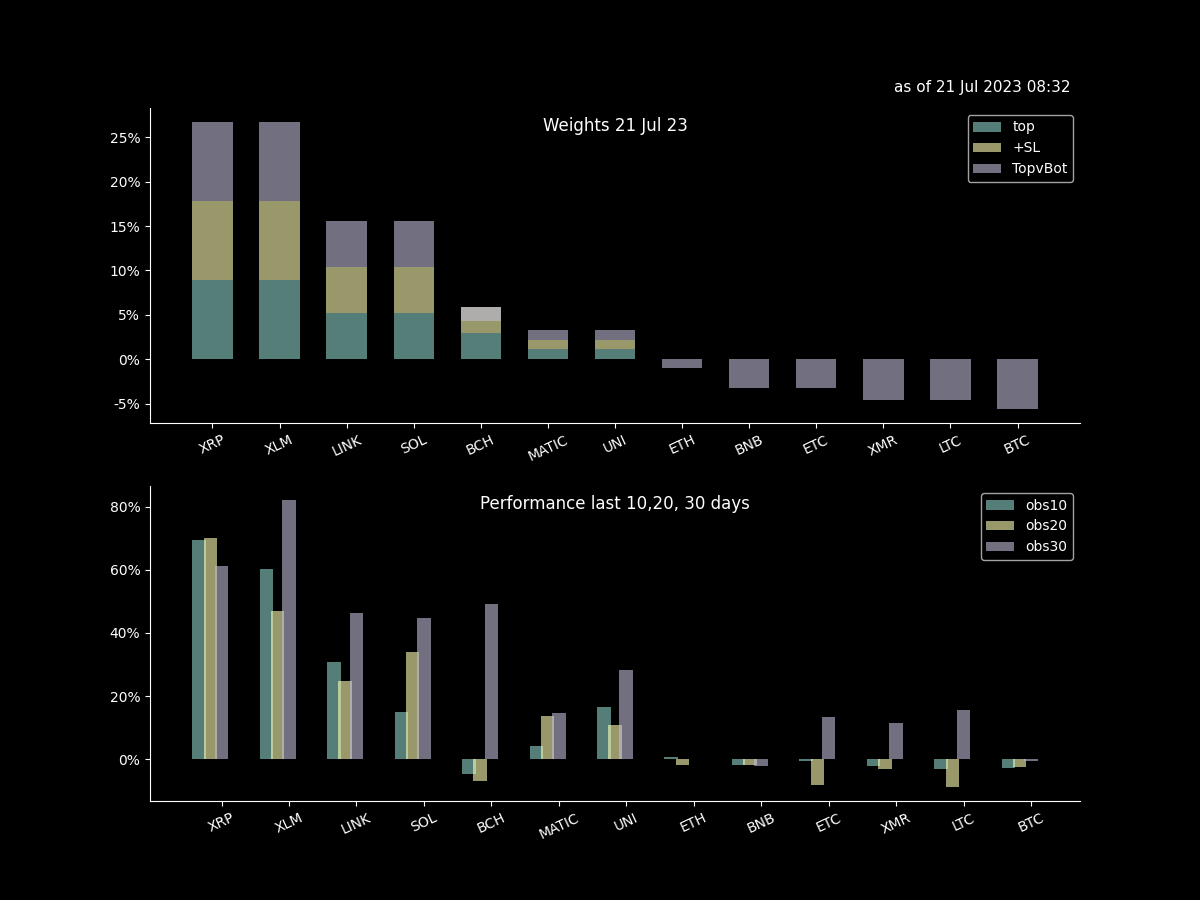 as of 21 Jul 2023 08:32
Weights 21 Jul 23
top
+SL
TopvBot
25%
20%
15%
10%
5%
0%
-5%
XRP XLM LINK SOL BCH MATIC UNI ETH BNB ETC XMR LTC BTC
Performance last 10,20, 30 days
obs10
obs20
obs30
80%
60%
40%
20%
0%
XRP XLM LINK SOL BCH MATIC UNI ETH BNB ETC XMR LTC BTC